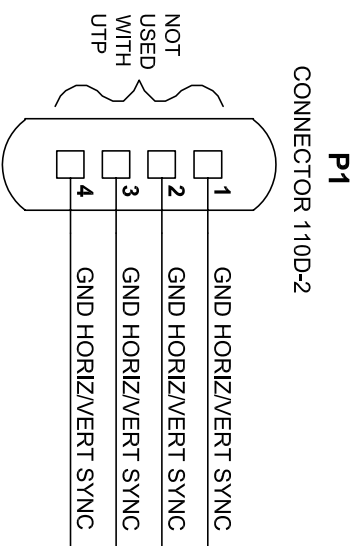 P1
CONNECTOR 110D-2
NOT
USED
WITH
UTP
1 GND HORIZ/VERT SYNC
2 GND HORIZ/VERT SYNC
3 GND HORIZ/VERT SYNC
4 GND HORIZ/VERT SYNC